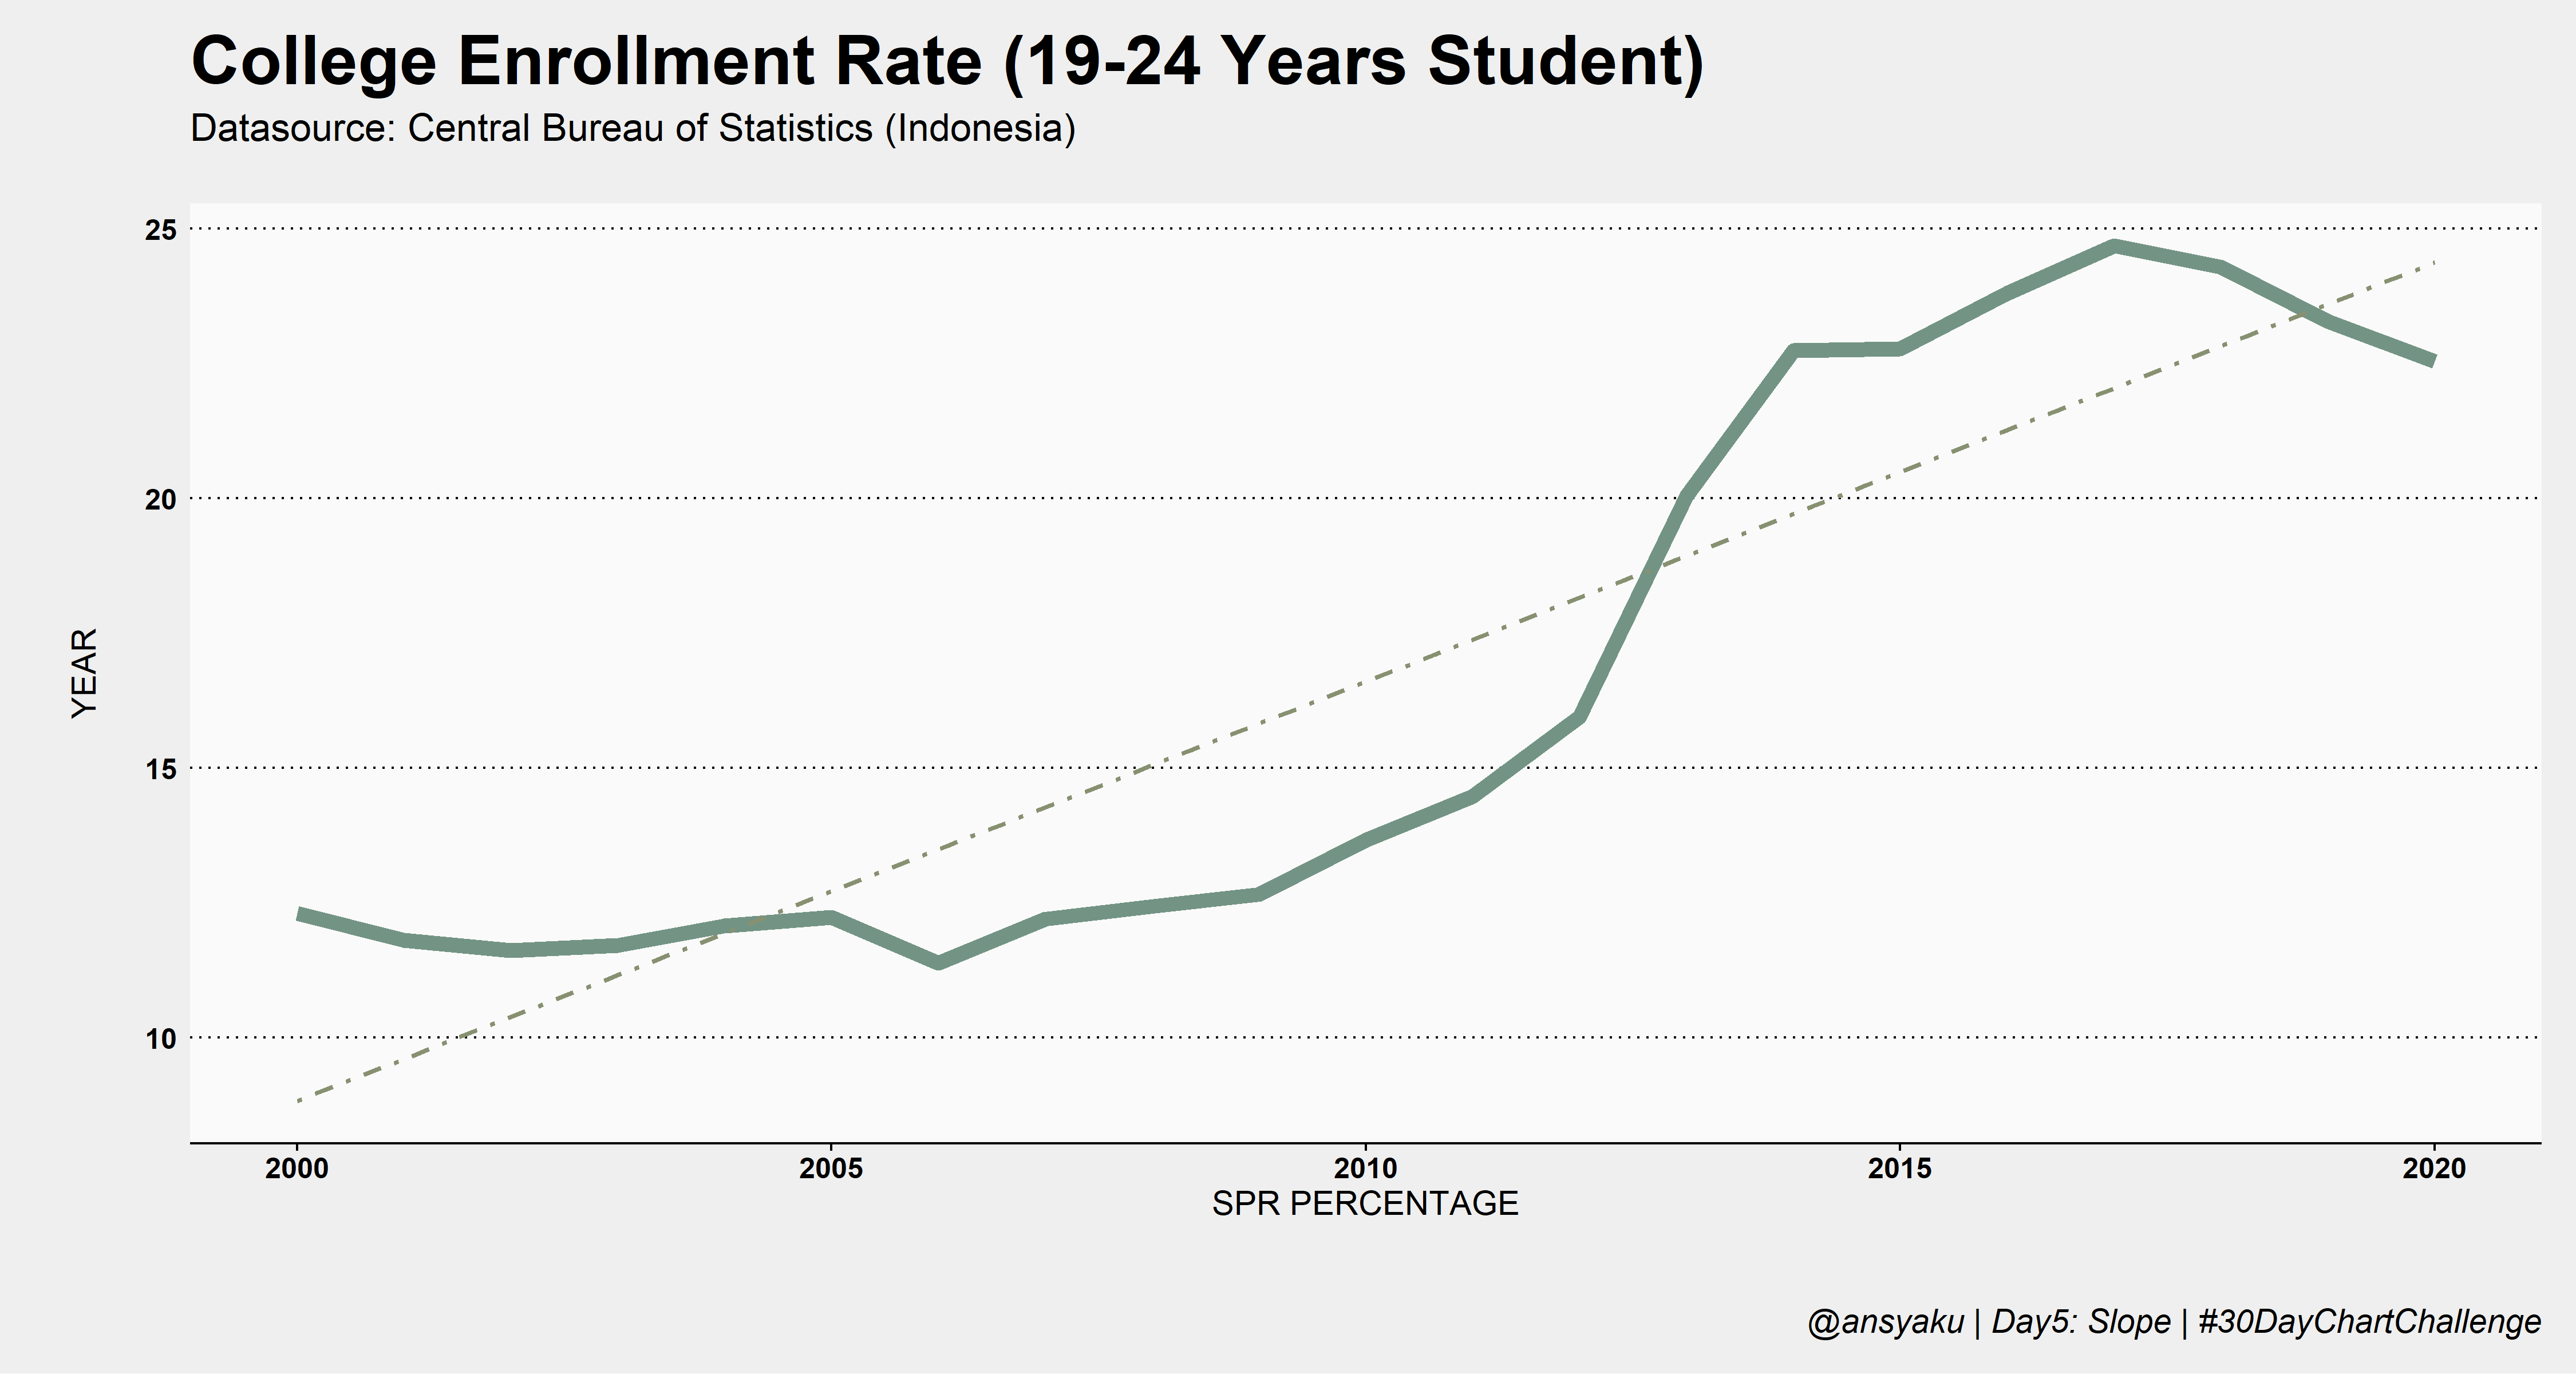 College Enrollment Rate (19-24 Years Student)
Datasource: Central Bureau of Statistics (Indonesia)
25
20
15
10
YEAR
2000 2005 2010 2015 2020
SPR PERCENTAGE
@ansyaku | Day5: Slope | #30DayChartChallenge